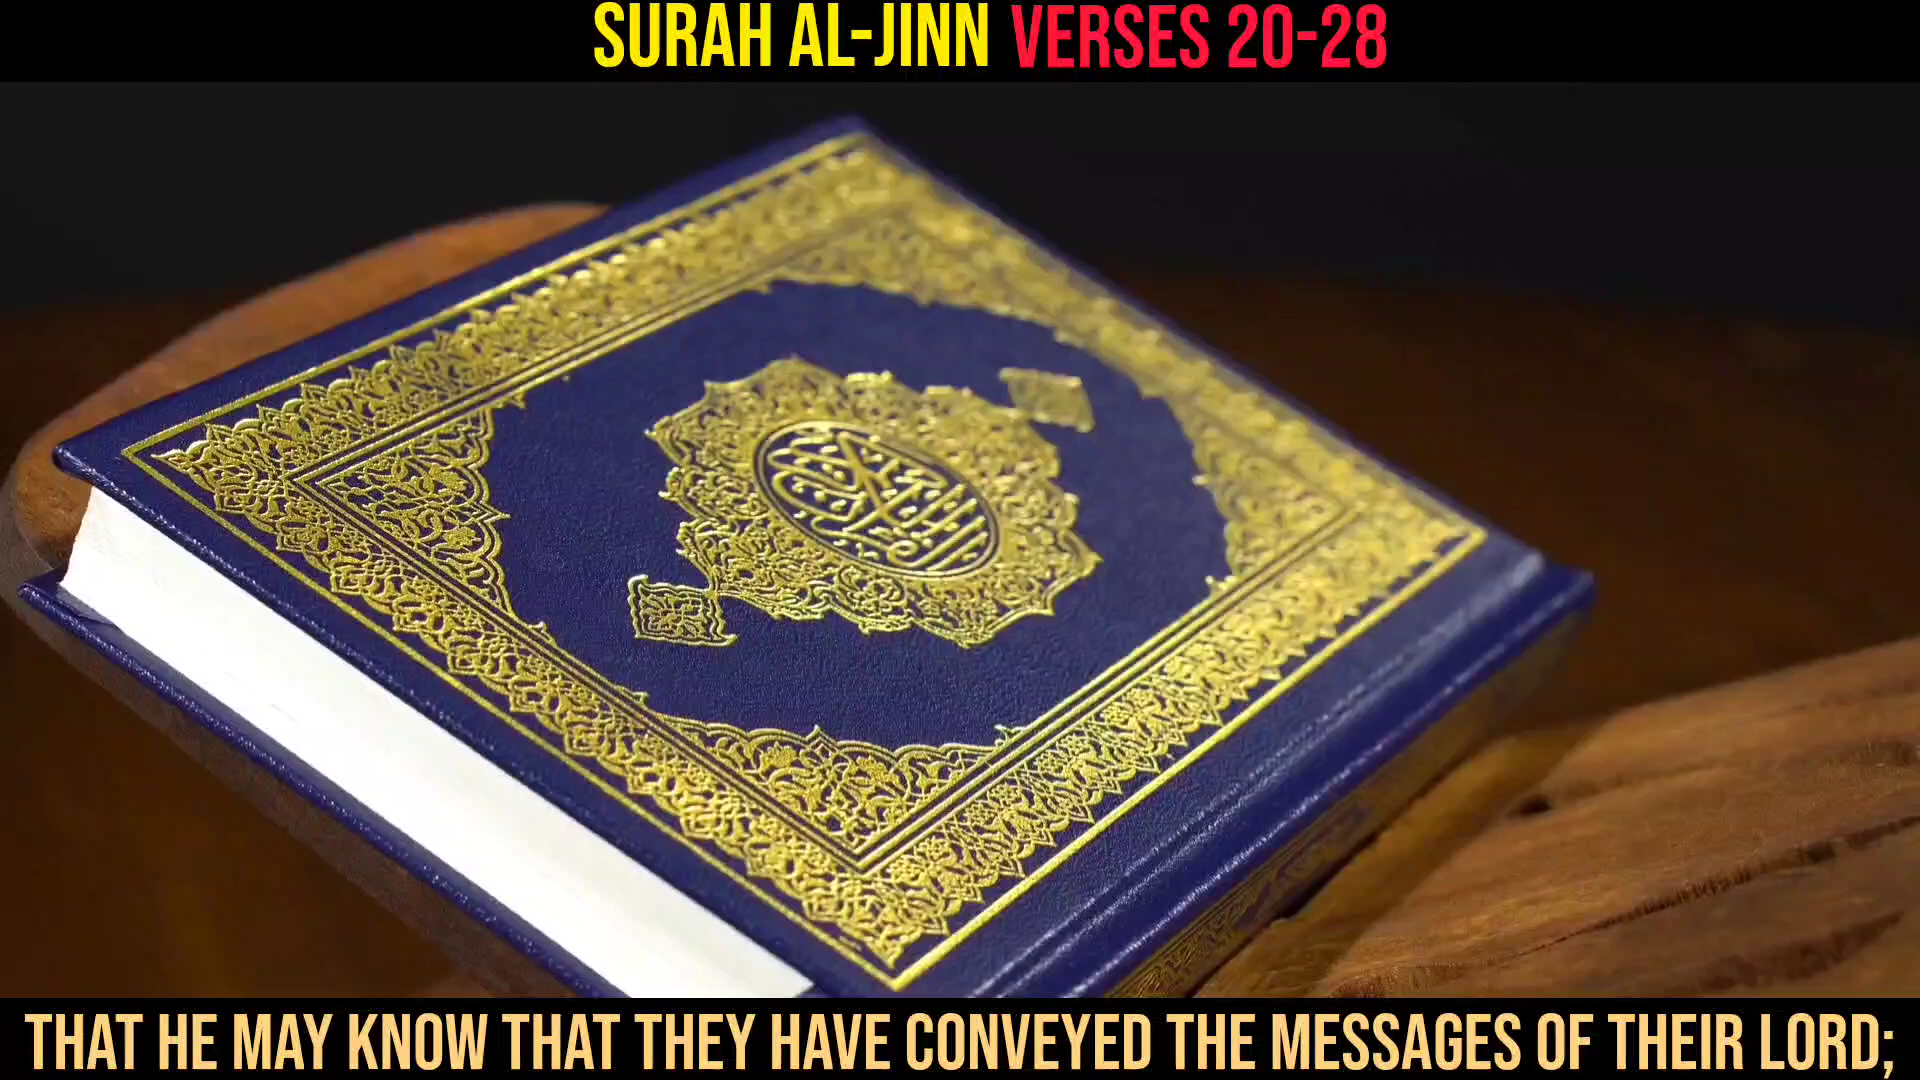 SURAH AL-JINN VERSES 20-28
THAT HE MAY KNOW THAT THEY HAVE CONVEYED THE MESSAGES OF THEIR LORD;